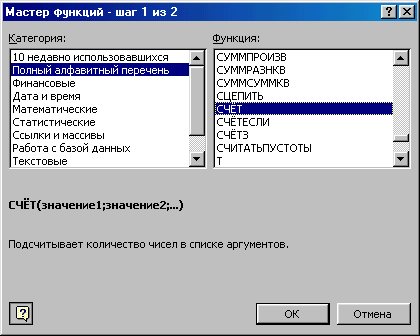 Мастер функций - шаг 1 из 2
Категория:
Функция:
10 недавно использовавшихся
Полный алфавитный перечень
Финансовые
Дата и время
Математические
Статистические
Ссылки и массивы
Работа с базой данных
Текстовые
СУММПРОИЗВ
СУММРАЗНКВ
СУММСУММКВ
СЦЕПИТЬ
СЧЁТ
СЧЁТЕСЛИ
СЧЁТЗ
СЧИТАТЬПУСТОТЫ
Т
СЧЁТ(значение1;значение2;...)
Подсчитывает количество чисел в списке аргументов.
?
ОК
Отмена